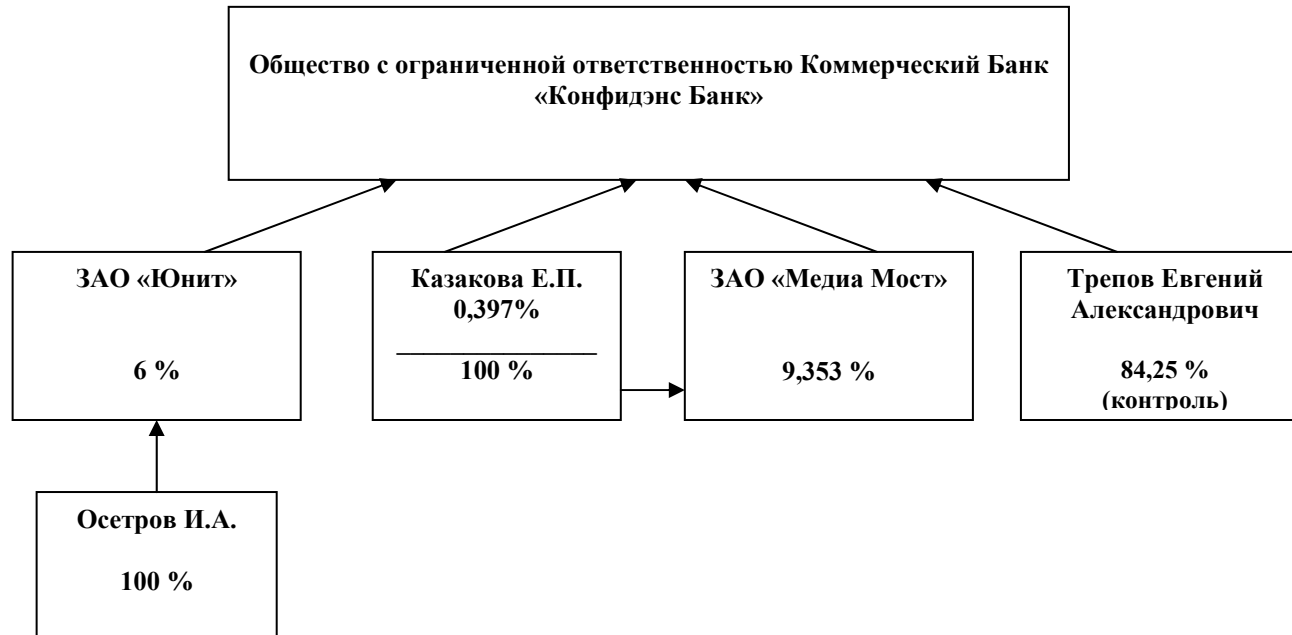 Общество с ограниченной ответственностью Коммерческий Банк
«Конфидэнс Банк»
ЗАО «Юнит»
6 %
Казакова Е.П.
0,397%
100 %
ЗАО «Медиа Мост»
9,353 %
Трепов Евгений
Александрович
84,25 %
(контроль)
Осетров И.А.
100 %